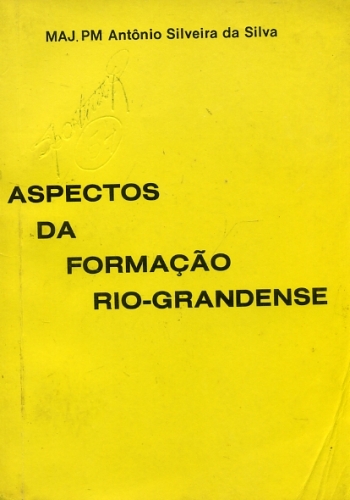 MAJ. PM Antônio Silveira da Silva
ASPECTOS
DA
FORMAÇÃO
RIO-GRANDENSE